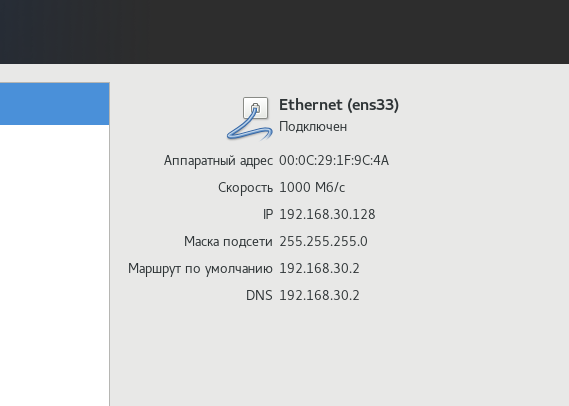 Ethernet (ens33)
Подключен
Аппаратный адрес 00:0C:29:1F:9C:4A
Скорость 1000 Мб/с
IP 192.168.30.128
Маска подсети 255.255.255.0
Маршрут по умолчанию 192.168.30.2
DNS 192.168.30.2